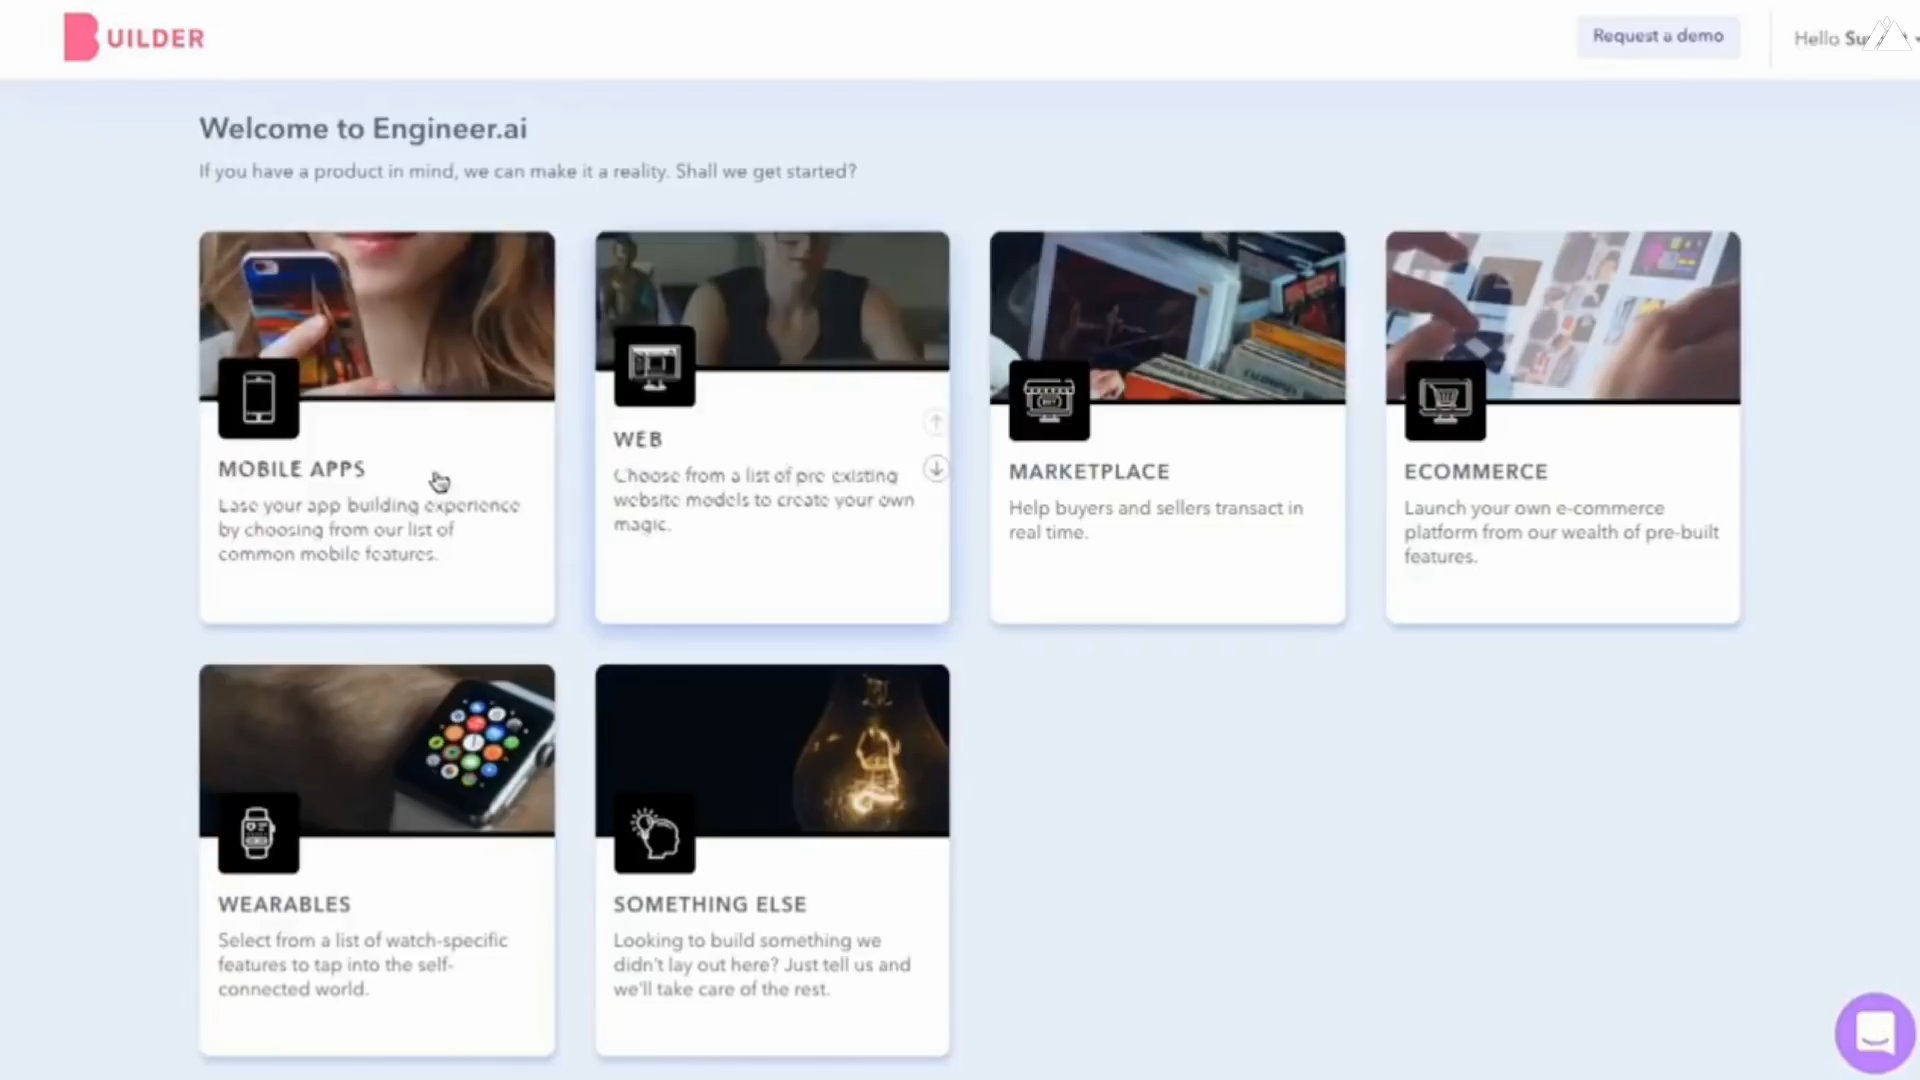 BUILDER
Request a demo
Hello
Welcome to Engineer.ai
If you have a product in mind, we can make it a reality. Shall we get started?
MOBILE APPS
Ease your app building experience
by choosing from our list of
common mobile features.
WEB
Choose from a list of pre existing
website models to create your own
magic.
MARKETPLACE
Help buyers and sellers transact in
real time.
ECOMMERCE
Launch your own e-commerce
platform from our wealth of pre-built
features.
WEARABLES
Select from a list of watch-specific
features to tap into the self-
connected world.
SOMETHING ELSE
Looking to build something we
didn't lay out here? Just tell us and
we'll take care of the rest.